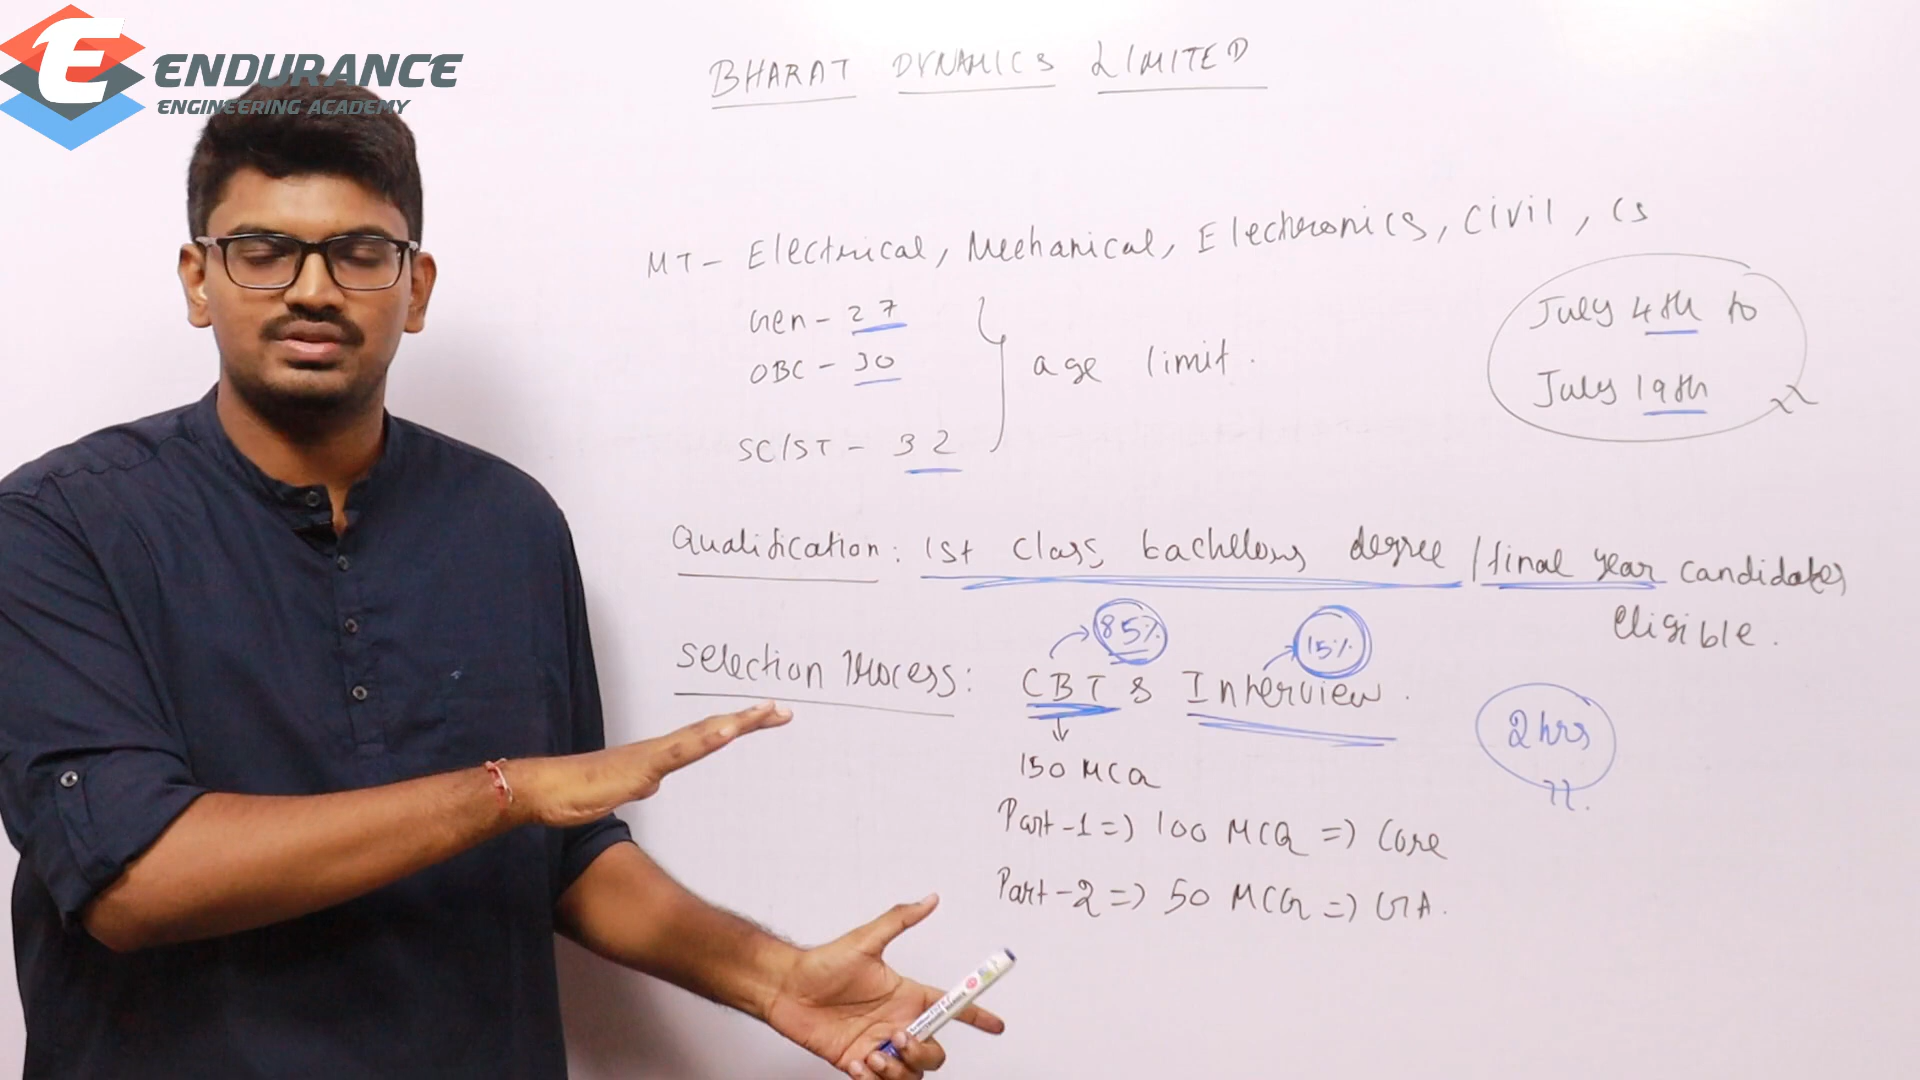 ENDURANCE
ENGINEERING ACADEMY
BHARAT DYNAMICS LIMITED
MT - Electrical, Mechanical, Electronics, Civil, CS
Gen - 27
OBC - 30
SC/ST - 32
age limit.
July 4th to
July 19th
Qualification: 1st Class bachelors degree / final year candidates
eligible.
85%
15%
Selection Process: CBT & Interview.
2 hrs
150 MCQ
Part-1 => 100 MCQ => Core
Part-2 => 50 MCQ => GA.